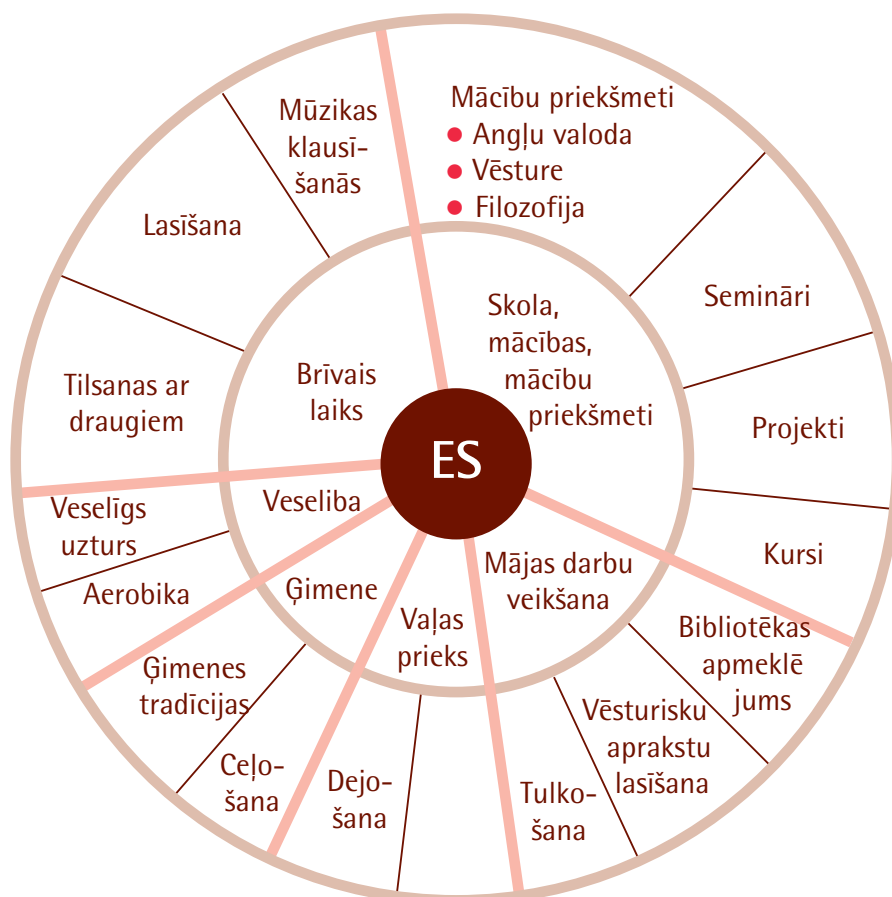 Mūzikas
klausī-
šanās
Mācību priekšmeti
• Angļu valoda
• Vēsture
• Filozofija
Lasīšana
Semināri
Skola,
mācības,
mācību
priekšmeti
Brīvais
laiks
Tilsanas ar
draugiem
Projekti
ES
Veselīgs
uzturs
Veseliba
Kursi
Aerobika
Ģimene
Mājas darbu
veikšana
Vaļas
prieks
Bibliotēkas
apmeklē
jums
Ģimenes
tradīcijas
Vēsturisku
aprakstu
lasīšana
Ceļo-
šana
Dejo-
šana
Tulko-
šana